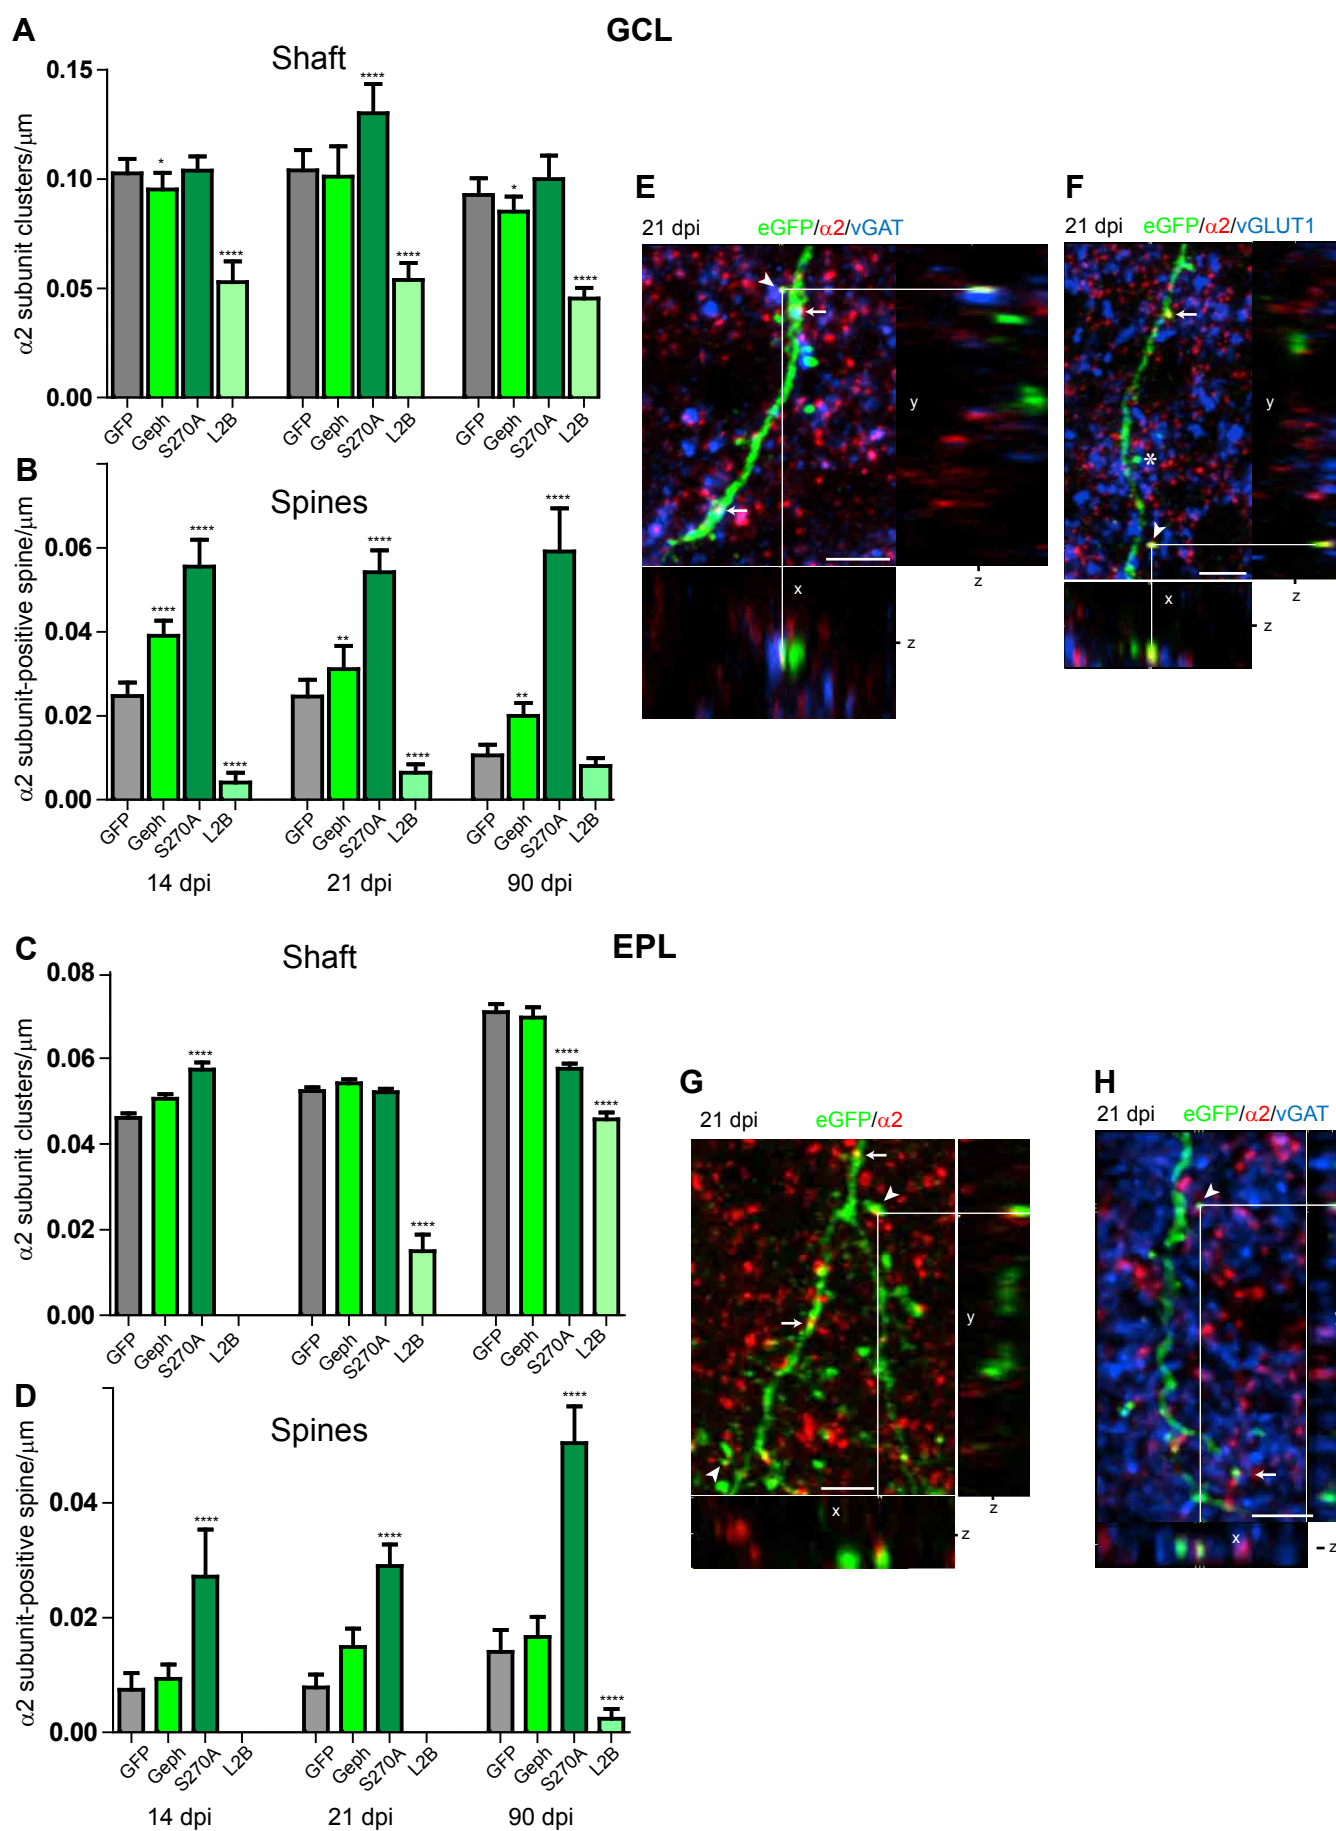 A
GCL
Shaft
α2 subunit clusters/μm
0.15
0.10
0.05
0.00
* **** **** **** * ****
GFP Geph S270A L2B GFP Geph S270A L2B GFP Geph S270A L2B
B
Spines
α2 subunit-positive spine/μm
0.06
0.04
0.02
0.00
**** **** **** ** **** **** ** ****
GFP Geph S270A L2B GFP Geph S270A L2B GFP Geph S270A L2B
14 dpi 21 dpi 90 dpi
E
21 dpi eGFP/α2/vGAT
y
z
x
z
F
21 dpi eGFP/α2/vGLUT1
*
y
z
x
z
C
EPL
Shaft
α2 subunit clusters/μm
0.08
0.06
0.04
0.02
0.00
**** **** **** ****
GFP Geph S270A L2B GFP Geph S270A L2B GFP Geph S270A L2B
D
Spines
α2 subunit-positive spine/μm
0.04
0.02
0.00
**** **** **** ****
GFP Geph S270A L2B GFP Geph S270A L2B GFP Geph S270A L2B
14 dpi 21 dpi 90 dpi
G
21 dpi eGFP/α2
y
z
x
z
H
21 dpi eGFP/α2/vGAT
x
z